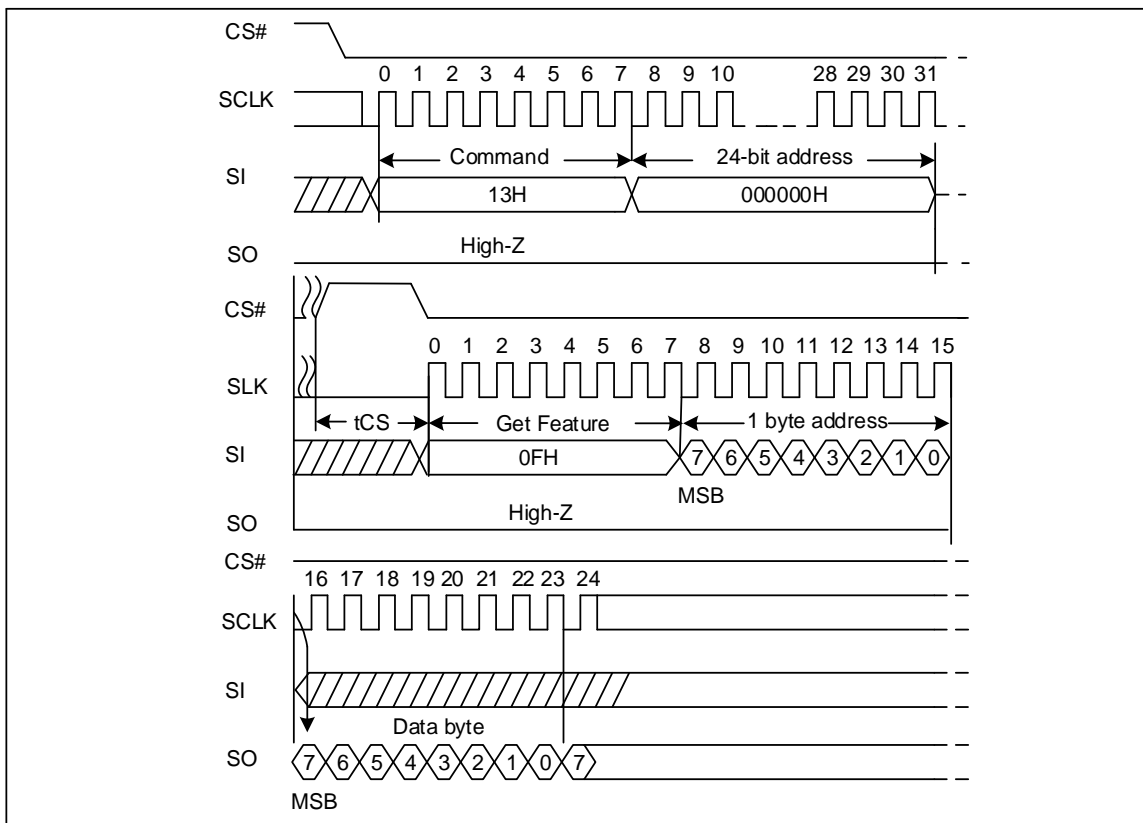 CS#
0 1 2 3 4 5 6 7 8 9 10 28 29 30 31
SCLK
Command 24-bit address
SI
13H 000000H
SO High-Z
CS#
0 1 2 3 4 5 6 7 8 9 10 11 12 13 14 15
SLK
tCS Get Feature 1 byte address
SI 0FH 7 6 5 4 3 2 1 0
MSB
SO High-Z
CS#
16 17 18 19 20 21 22 23 24
SCLK
SI
Data byte
SO 7 6 5 4 3 2 1 0 7
MSB